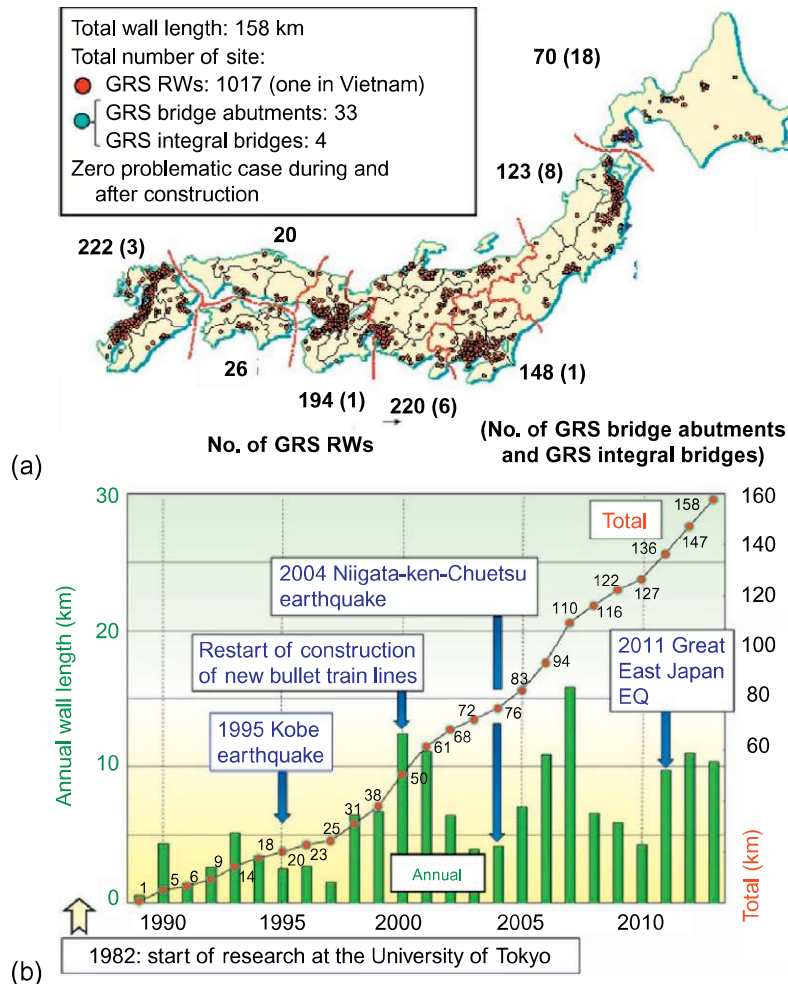 Total wall length: 158 km
Total number of site:
GRS RWs: 1017 (one in Vietnam)
GRS bridge abutments: 33
GRS integral bridges: 4
Zero problematic case during and
after construction
70 (18)
123 (8)
20
222 (3)
26
194 (1)
220 (6)
148 (1)
No. of GRS RWs
(No. of GRS bridge abutments
and GRS integral bridges)
(a)
30
20
10
0
Annual wall length (km)
160
140
120
100
80
60
Total (km)
Total
2004 Niigata-ken-Chuetsu
earthquake
Restart of construction
of new bullet train lines
1995 Kobe
earthquake
2011 Great
East Japan
EQ
Annual
1
5
6
9
14
18
20
23
25
31
38
50
61
68
72
76
83
94
110
116
122
127
136
147
158
1990
1995
2000
2005
2010
1982: start of research at the University of Tokyo
(b)